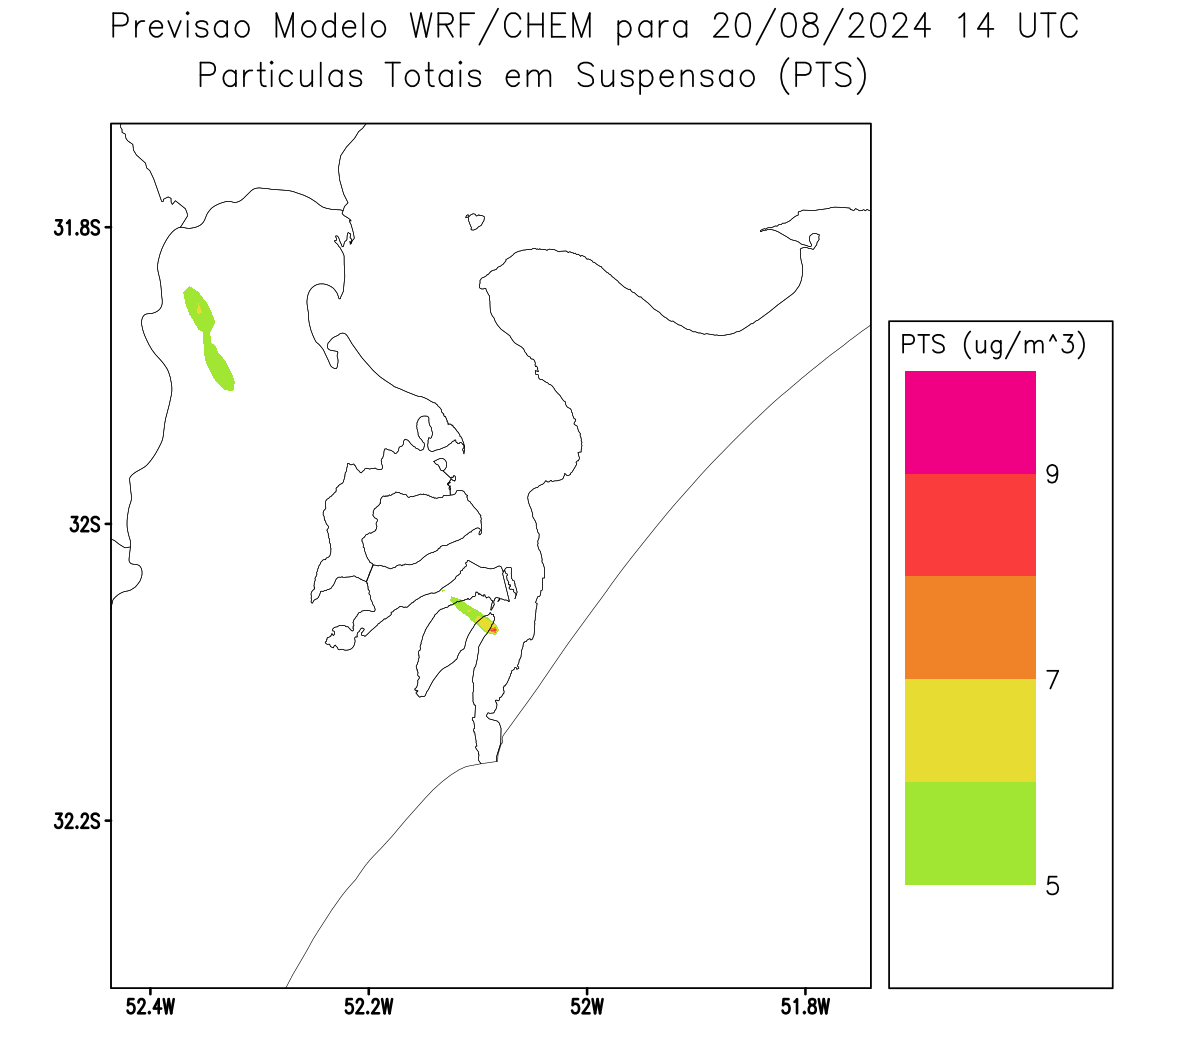 Previsao Modelo WRF/CHEM para 20/08/2024 14 UTC
Particulas Totais em Suspensao (PTS)
31.8S
32S
32.2S
52.4W
52.2W
52W
51.8W
PTS (ug/m^3)
9
7
5